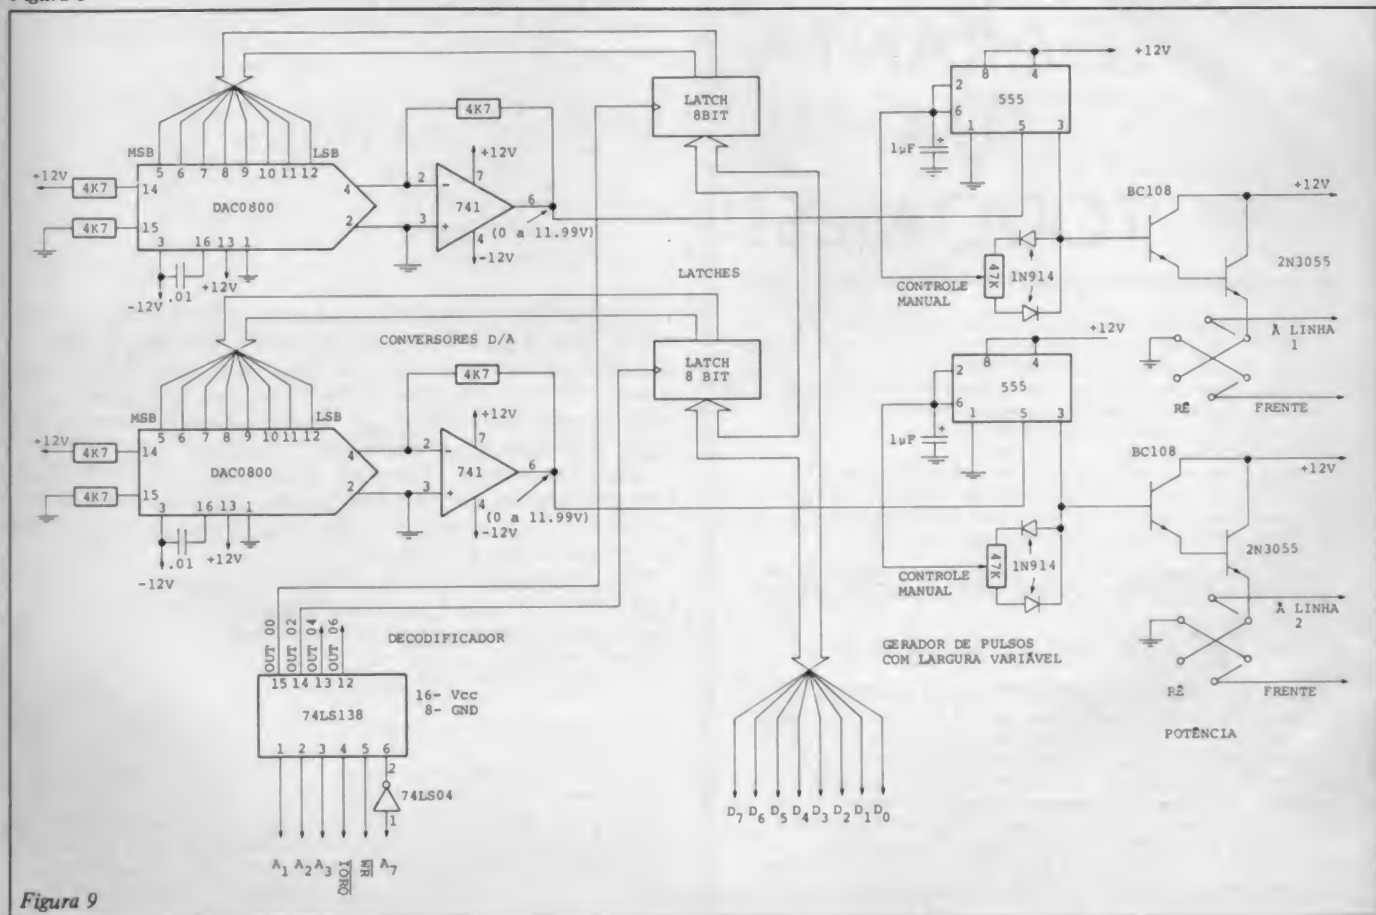 +12V
8
4
2
6
555
1
5
3
1µF
+
LATCH
8BIT
4K7
MSB
LSB
5 6 7 8 9 10 11 12
+12V
4K7
14
DAC0800
4
2
4K7
15
3
16
13
1
.01
+12V
-12V
2
+12V
7
741
6
3
4
-12V
(0 a 11.99V)
BC108
+12V
2N3055
47K
1N914
CONTROLE
MANUAL
À LINHA
1
RÊ
FRENTE
LATCHES
CONVERSORES D/A
LATCH
8 BIT
4K7
MSB
LSB
5 6 7 8 9 10 11 12
+12V
4K7
14
DAC0800
4
2
4K7
15
3
16
13
1
.01
+12V
-12V
2
+12V
7
741
6
3
4
-12V
(0 a 11.99V)
+12V
8
4
2
6
555
1
5
3
1µF
+
BC108
+12V
2N3055
47K
1N914
CONTROLE
MANUAL
À LINHA
2
RÊ
FRENTE
GERADOR DE PULSOS
COM LARGURA VARIÁVEL
POTÊNCIA
DECODIFICADOR
OUT 00
OUT 02
OUT 04
OUT 06
15 14 13 12
74LS138
1 2 3 4 5 6
16- Vcc
8- GND
2
74LS04
1
A1 A2 A3 IORQ WR A7
D7 D6 D5 D4 D3 D2 D1 D0
Figura 9